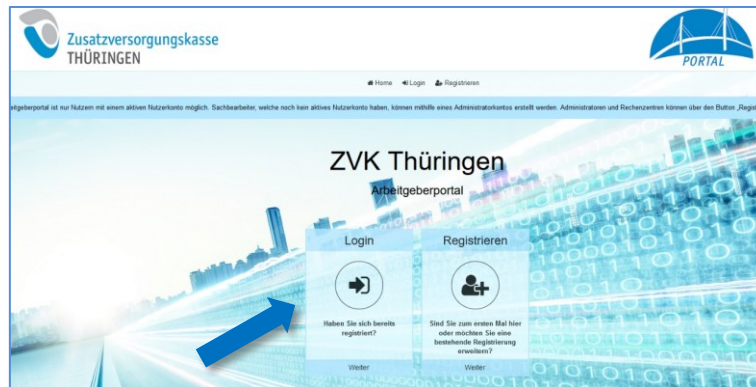 Zusatzversorgungskasse
THÜRINGEN
PORTAL
Home Login Registrieren
eitgeberportal ist nur Nutzern mit einem aktiven Nutzerkonto möglich. Sachbearbeiter, welche noch kein aktives Nutzerkonto haben, können mithilfe eines Administratorkontos erstellt werden. Administratoren und Rechenzentren können über den Button „Regis
ZVK Thüringen
Arbeitgeberportal
Login
Registrieren
Haben Sie sich bereits
registriert?
Sind Sie zum ersten Mal hier
oder möchten Sie eine
bestehende Registrierung
erweitern?
Weiter
Weiter